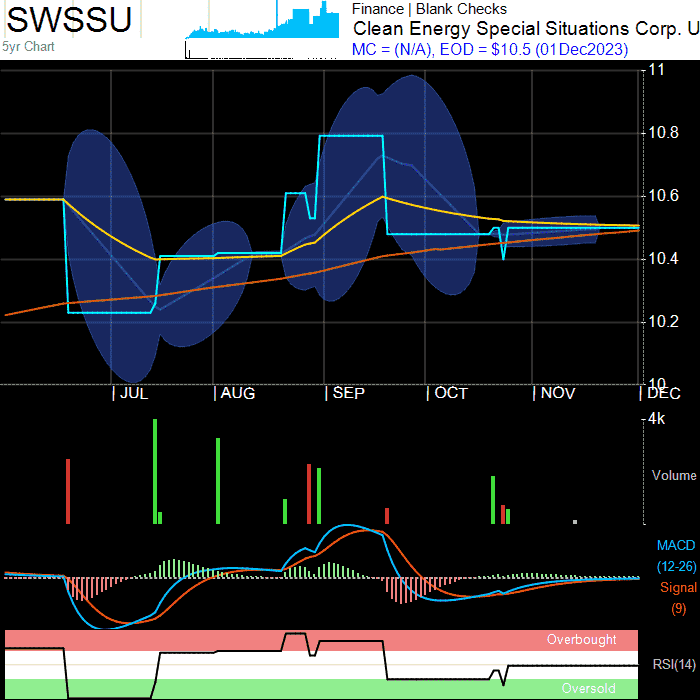 SWSSU
5yr Chart
Finance | Blank Checks
Clean Energy Special Situations Corp. U
MC = (N/A), EOD = $10.5 (01Dec2023)
11
10.8
10.6
10.4
10.2
10
JUL
AUG
SEP
OCT
NOV
DEC
4k
Volume
MACD
(12-26)
Signal
(9)
Overbought
RSI(14)
Oversold